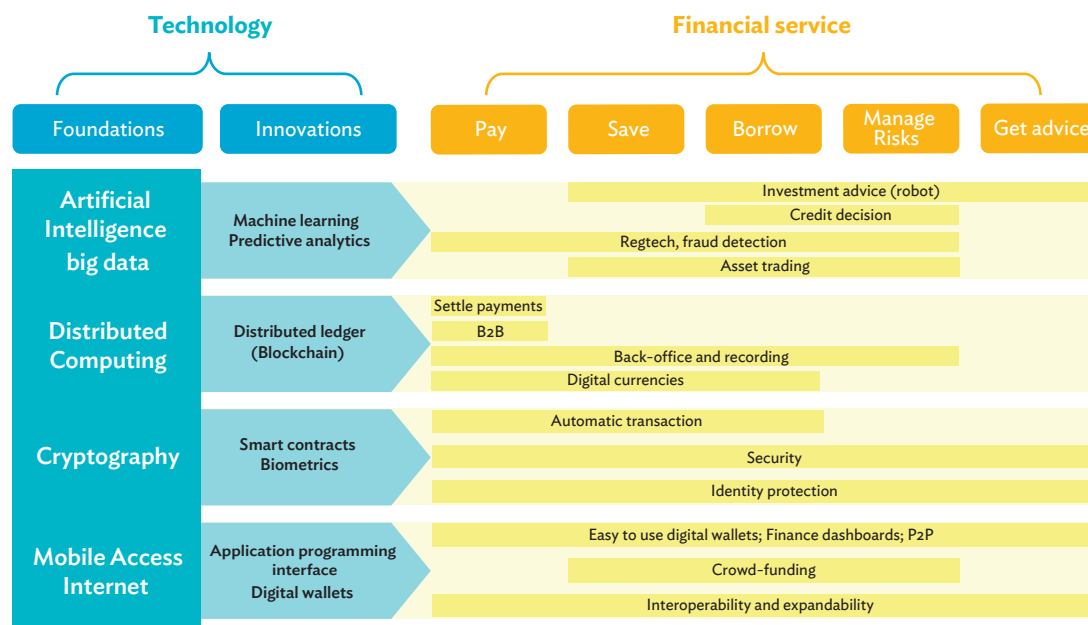 Technology
Financial service
Foundations
Innovations
Pay
Save
Borrow
Manage
Risks
Get advice
Artificial
Intelligence
big data
Machine learning
Predictive analytics
Investment advice (robot)
Credit decision
Regtech, fraud detection
Asset trading
Distributed
Computing
Distributed ledger
(Blockchain)
Settle payments
B2B
Back-office and recording
Digital currencies
Cryptography
Smart contracts
Biometrics
Automatic transaction
Security
Identity protection
Mobile Access
Internet
Application programming
interface
Digital wallets
Easy to use digital wallets; Finance dashboards; P2P
Crowd-funding
Interoperability and expandability